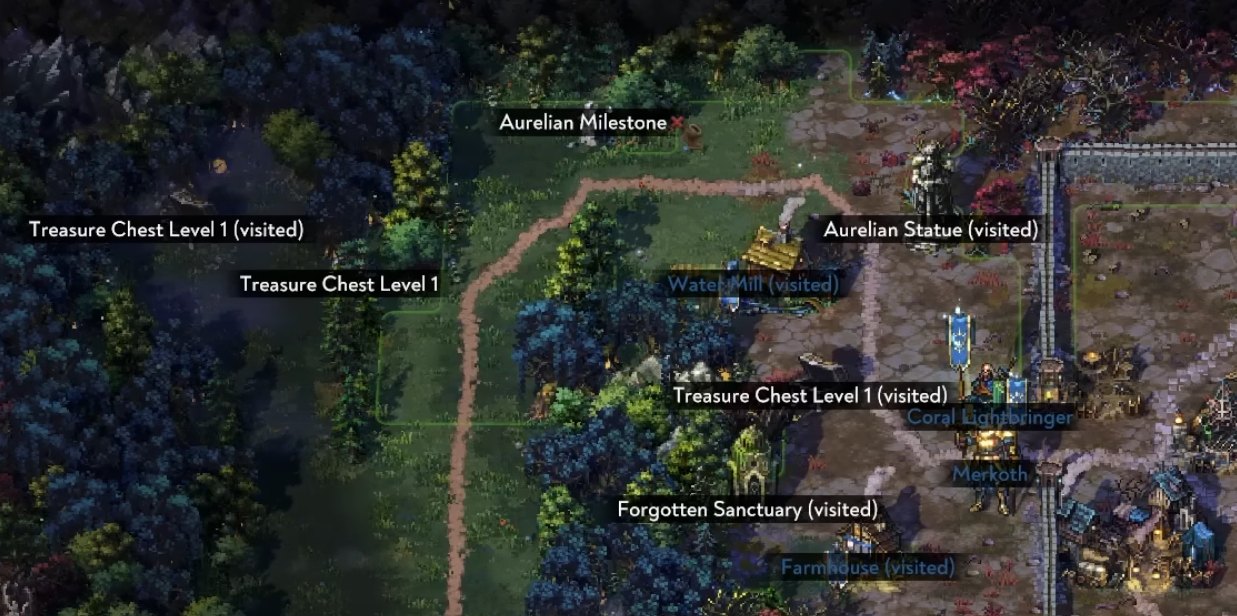 Aurelian Milestone
Treasure Chest Level 1 (visited)
Aurelian Statue (visited)
Treasure Chest Level 1
Water Mill (visited)
Treasure Chest Level 1 (visited)
Coral Lightbringer
Merkoth
Forgotten Sanctuary (visited)
Farmhouse (visited)